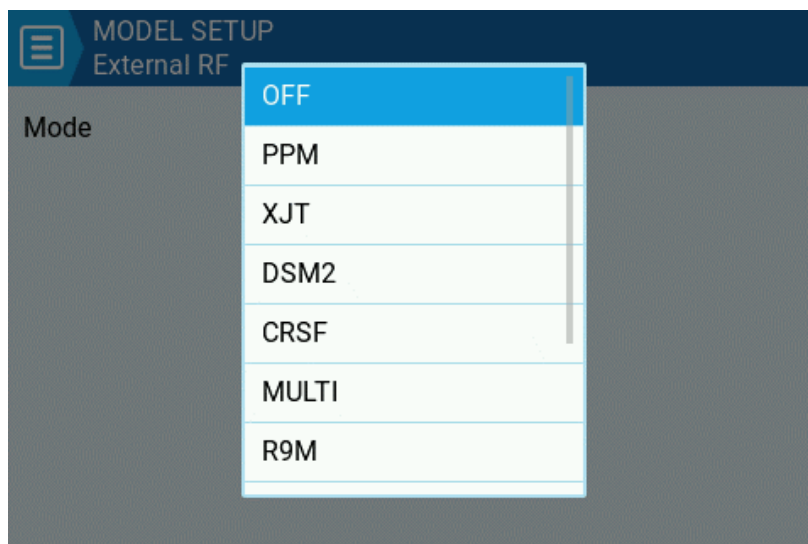 MODEL SETUP
External RF
Mode
OFF
PPM
XJT
DSM2
CRSF
MULTI
R9M